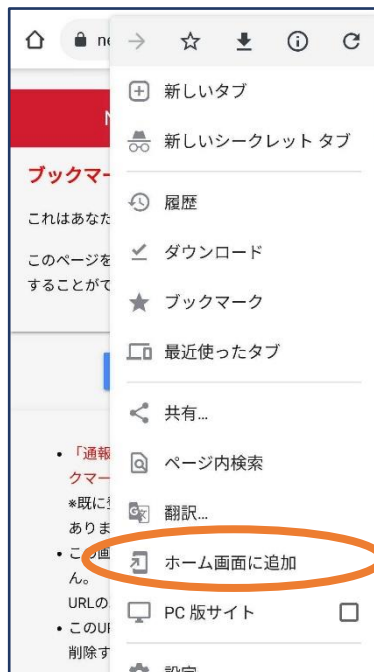 ne
新しいタブ
N
新しいシークレット タブ
ブックマー
履歴
これはあなた
ダウンロード
このページを
することがで
ブックマーク
最近使ったタブ
共有...
・「通報
クマー
ページ内検索
※既に
翻訳...
ありま
・この画
ホーム画面に追加
ん。
URLの
PC 版サイト
・このUR
削除す
設定